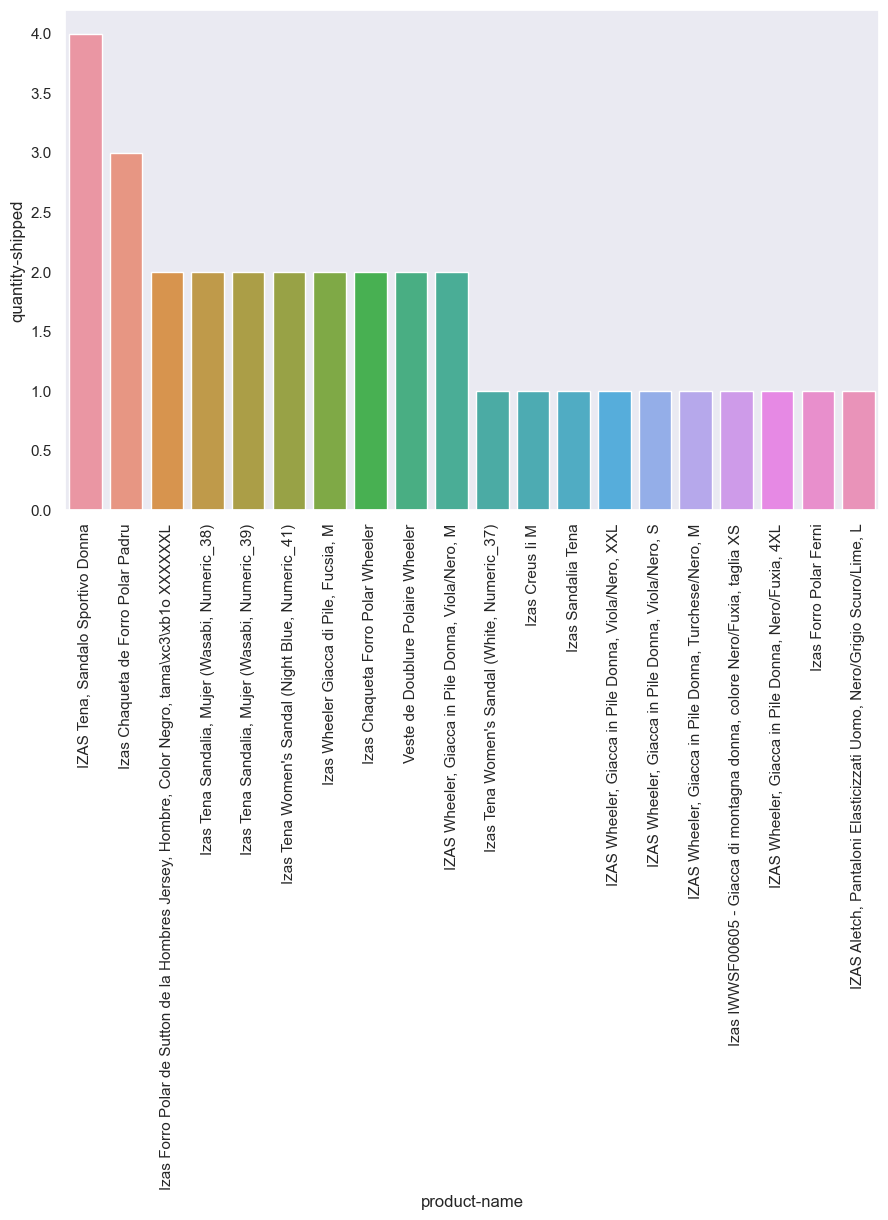 4.0
3.5
3.0
2.5
2.0
1.5
1.0
0.5
0.0
quantity-shipped
IZAS Tena, Sandalo Sportivo Donna
Izas Chaqueta de Forro Polar Padru
Izas Forro Polar de Sutton de la Hombres Jersey, Hombre, Color Negro, tama\xc3\xb1o XXXXXXL
Izas Tena Sandalia, Mujer (Wasabi, Numeric_38)
Izas Tena Sandalia, Mujer (Wasabi, Numeric_39)
Izas Tena Women's Sandal (Night Blue, Numeric_41)
Izas Wheeler Giacca di Pile, Fucsia, M
Izas Chaqueta Forro Polar Wheeler
Veste de Doublure Polaire Wheeler
IZAS Wheeler, Giacca in Pile Donna, Viola/Nero, M
Izas Tena Women's Sandal (White, Numeric_37)
Izas Creus Ii M
Izas Sandalia Tena
IZAS Wheeler, Giacca in Pile Donna, Viola/Nero, XXL
IZAS Wheeler, Giacca in Pile Donna, Viola/Nero, S
IZAS Wheeler, Giacca in Pile Donna, Turchese/Nero, M
Izas IWWSF00605 - Giacca di montagna donna, colore Nero/Fuxia, taglia XS
IZAS Wheeler, Giacca in Pile Donna, Nero/Fuxia, 4XL
Izas Forro Polar Ferni
IZAS Aletch, Pantaloni Elasticizzati Uomo, Nero/Grigio Scuro/Lime, L
product-name